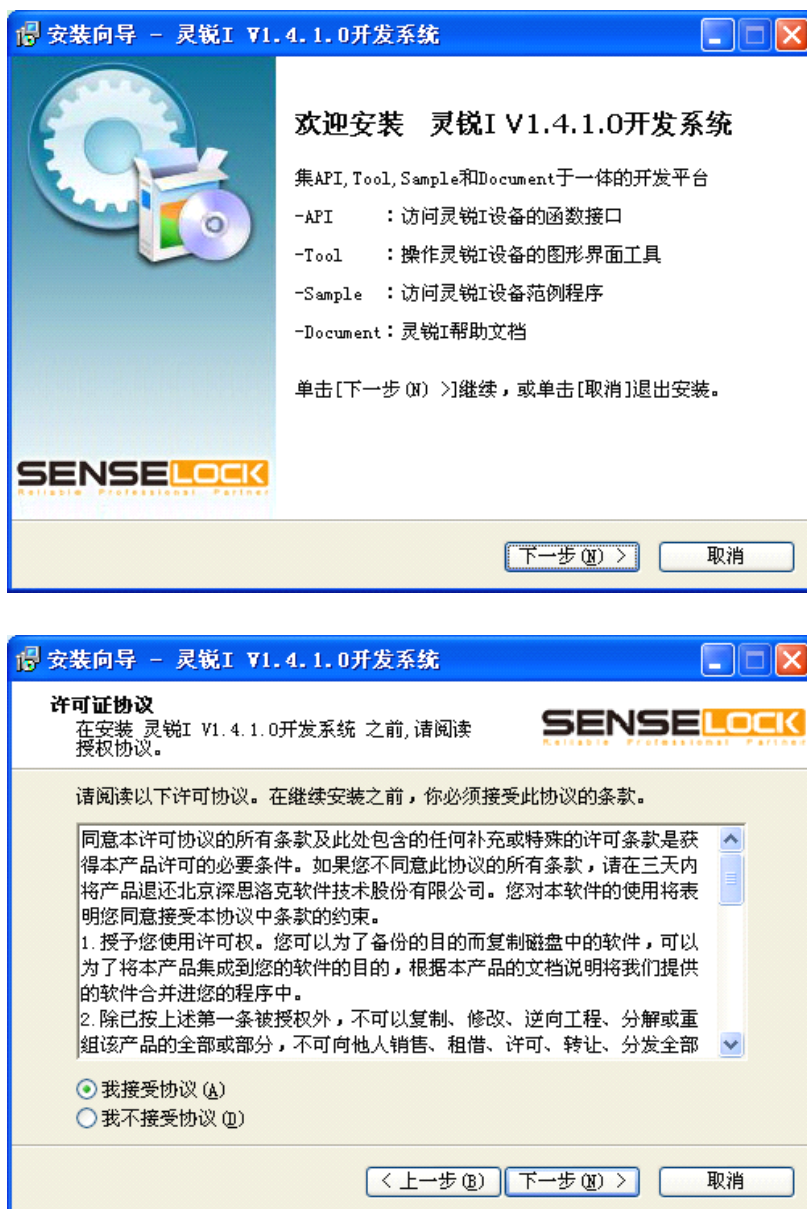 安装向导 - 灵锐I V1.4.1.0开发系统
欢迎安装 灵锐I V1.4.1.0开发系统
集API,Tool,Sample和Document于一体的开发平台
-API ：访问灵锐I设备的函数接口
-Tool ：操作灵锐I设备的图形界面工具
-Sample ：访问灵锐I设备范例程序
-Document：灵锐I帮助文档
单击[下一步(N) >]继续，或单击[取消]退出安装。
SENSELOCK
Reliable Professional Partner
下一步(N) >
取消
安装向导 - 灵锐I V1.4.1.0开发系统
许可证协议
在安装 灵锐I V1.4.1.0开发系统 之前,请阅读
授权协议。
SENSELOCK
Reliable Professional Partner
请阅读以下许可协议。在继续安装之前，你必须接受此协议的条款。
同意本许可协议的所有条款及此处包含的任何补充或特殊的许可条款是获
得本产品许可的必要条件。如果您不同意此协议的所有条款，请在三天内
将产品退还北京深思洛克软件技术股份有限公司。您对本软件的使用将表
明您同意接受本协议中条款的约束。
1.授予您使用许可权。您可以为了备份的目的而复制磁盘中的软件，可以
为了将本产品集成到您的软件的目的，根据本产品的文档说明将我们提供
的软件合并进您的程序中。
2.除已按上述第一条被授权外，不可以复制、修改、逆向工程、分解或重
组该产品的全部或部分，不可向他人销售、租借、许可、转让、分发全部
我接受协议(A)
我不接受协议(D)
< 上一步(B)
下一步(N) >
取消